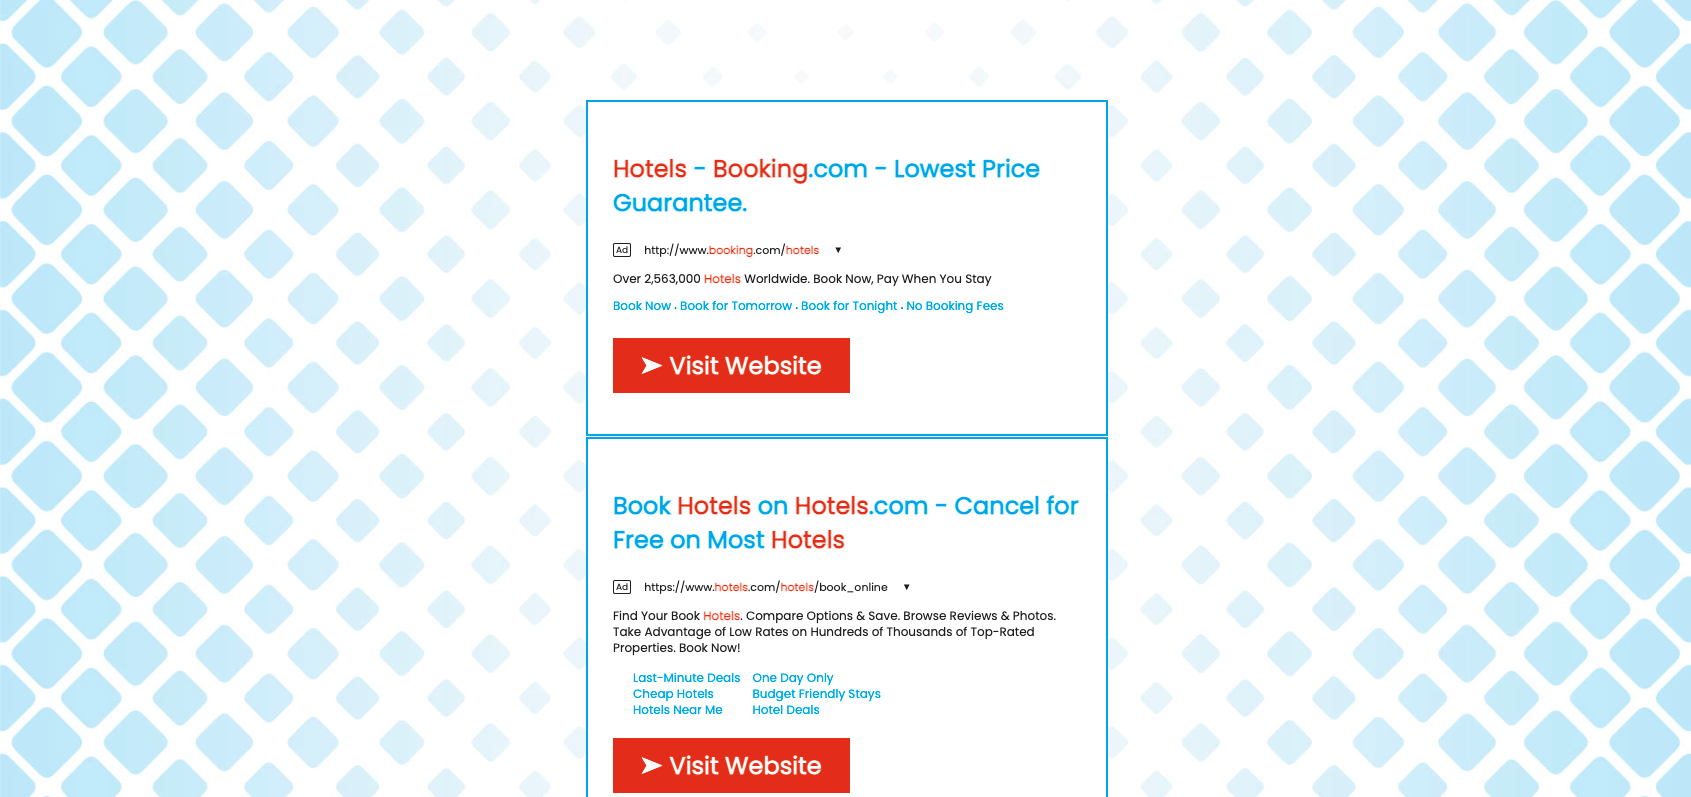 Hotels - Booking.com - Lowest Price
Guarantee.
Ad http://www.booking.com/hotels ▼
Over 2,563,000 Hotels Worldwide. Book Now, Pay When You Stay
Book Now . Book for Tomorrow . Book for Tonight . No Booking Fees
➤ Visit Website
Book Hotels on Hotels.com - Cancel for
Free on Most Hotels
Ad https://www.hotels.com/hotels/book_online ▼
Find Your Book Hotels. Compare Options & Save. Browse Reviews & Photos.
Take Advantage of Low Rates on Hundreds of Thousands of Top-Rated
Properties. Book Now!
Last-Minute Deals One Day Only
Cheap Hotels Budget Friendly Stays
Hotels Near Me Hotel Deals
➤ Visit Website